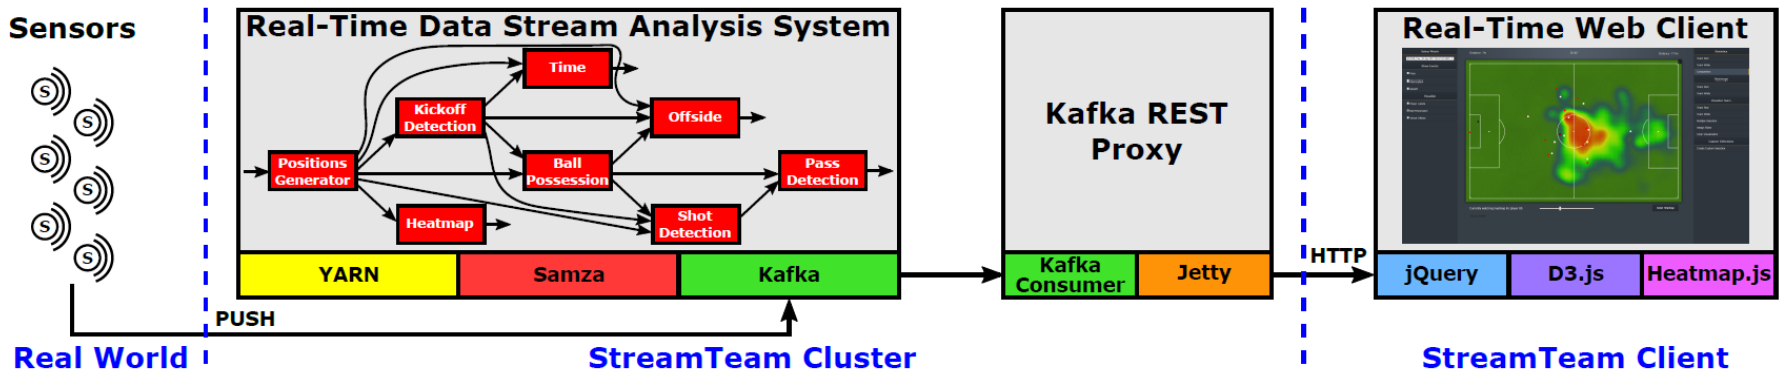 Sensors
S
S
S
S
S
S
Real World
Real-Time Data Stream Analysis System
Time
Kickoff
Detection
Offside
Positions
Generator
Ball
Possession
Pass
Detection
Heatmap
Shot
Detection
YARN
Samza
Kafka
PUSH
StreamTeam Cluster
Kafka REST
Proxy
Kafka
Consumer
Jetty
HTTP
Real-Time Web Client
jQuery
D3.js
Heatmap.js
StreamTeam Client